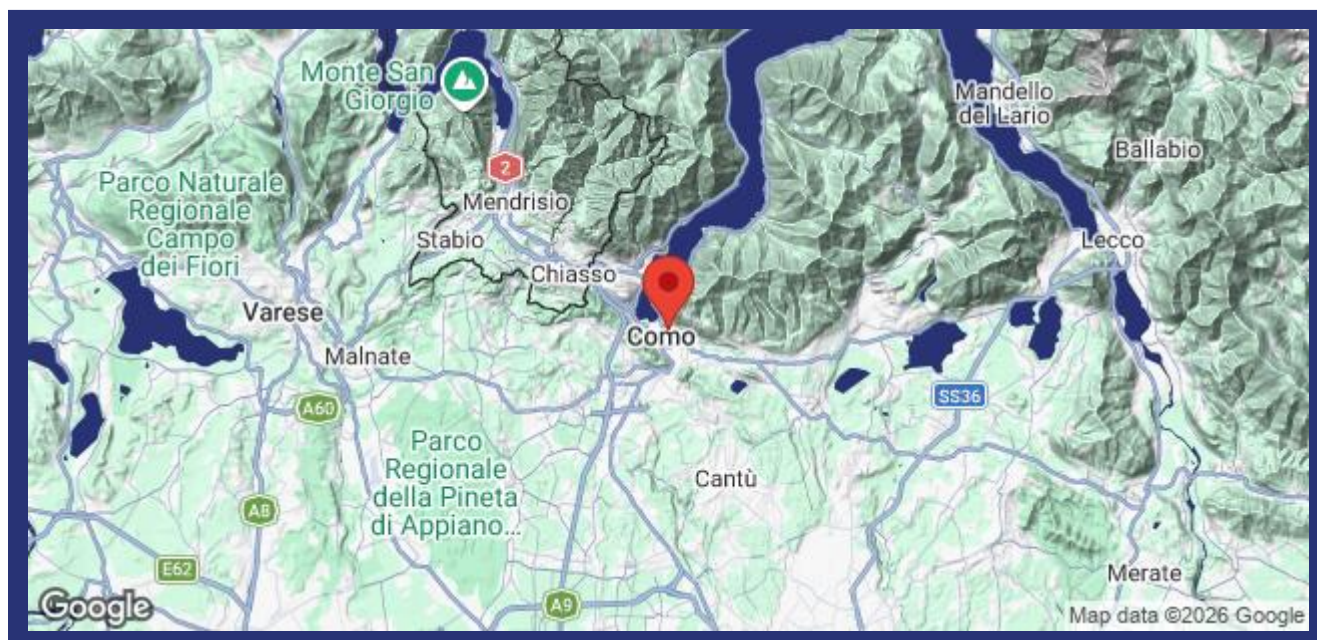 Monte San
Giorgio
Mandello
del Lario
Ballabio
2
Parco Naturale
Regionale
Campo
dei Fiori
Mendrisio
Stabio
Lecco
Chiasso
Varese
Como
Malnate
A60
SS36
Parco
Regionale
della Pineta
di Appiano...
Cantù
A8
E62
Merate
A9
Google
Map data ©2026 Google